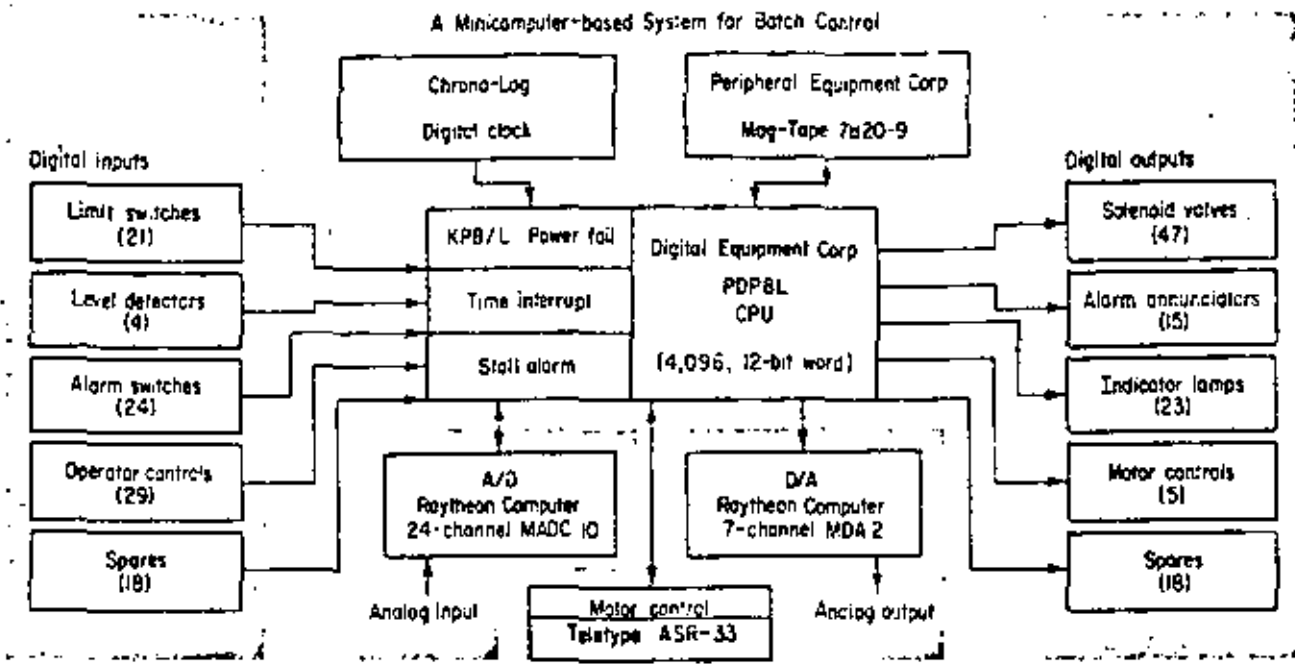 A Minicomputer-based System for Batch Control
Chrono-Log
Digital clock
Peripheral Equipment Corp
Mag-Tape 7820-9
Digital inputs
Limit switches
(21)
Level detectors
(4)
Alarm switches
(24)
Operator controls
(29)
Spares
(18)
KP8/L Power fail
Time interrupt
Stall alarm
Digital Equipment Corp
PDP8L
CPU
(4,096, 12-bit word)
A/D
Raytheon Computer
24-channel MADC 10
Analog Input
Motor control
Teletype ASR-33
D/A
Raytheon Computer
7-channel MDA 2
Analog output
Digital outputs
Solenoid valves
(47)
Alarm annunciators
(15)
Indicator lamps
(23)
Motor controls
(5)
Spares
(18)